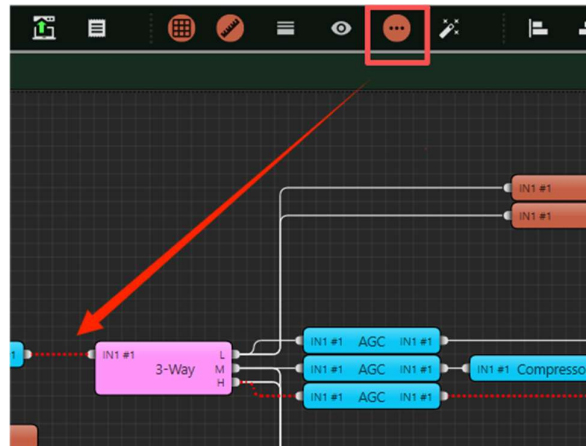 IN1 #1
IN1 #1
1
IN1 #1 L
3-Way M
H
IN1 #1 AGC IN1 #1
IN1 #1 AGC IN1 #1
IN1 #1 Compresso
IN1 #1 AGC IN1 #1